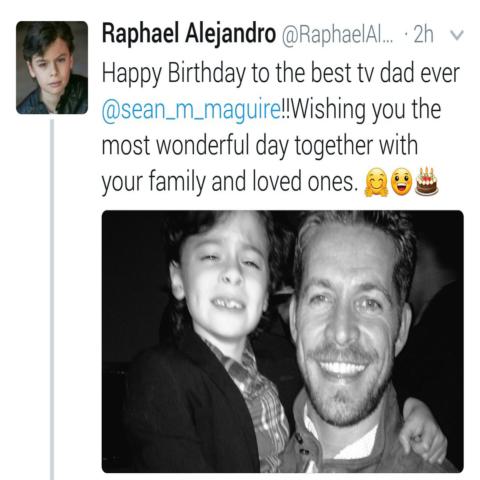 Raphael Alejandro @RaphaelAl... · 2h
Happy Birthday to the best tv dad ever
@sean_m_maguire!!Wishing you the
most wonderful day together with
your family and loved ones. 🤗😀🎂